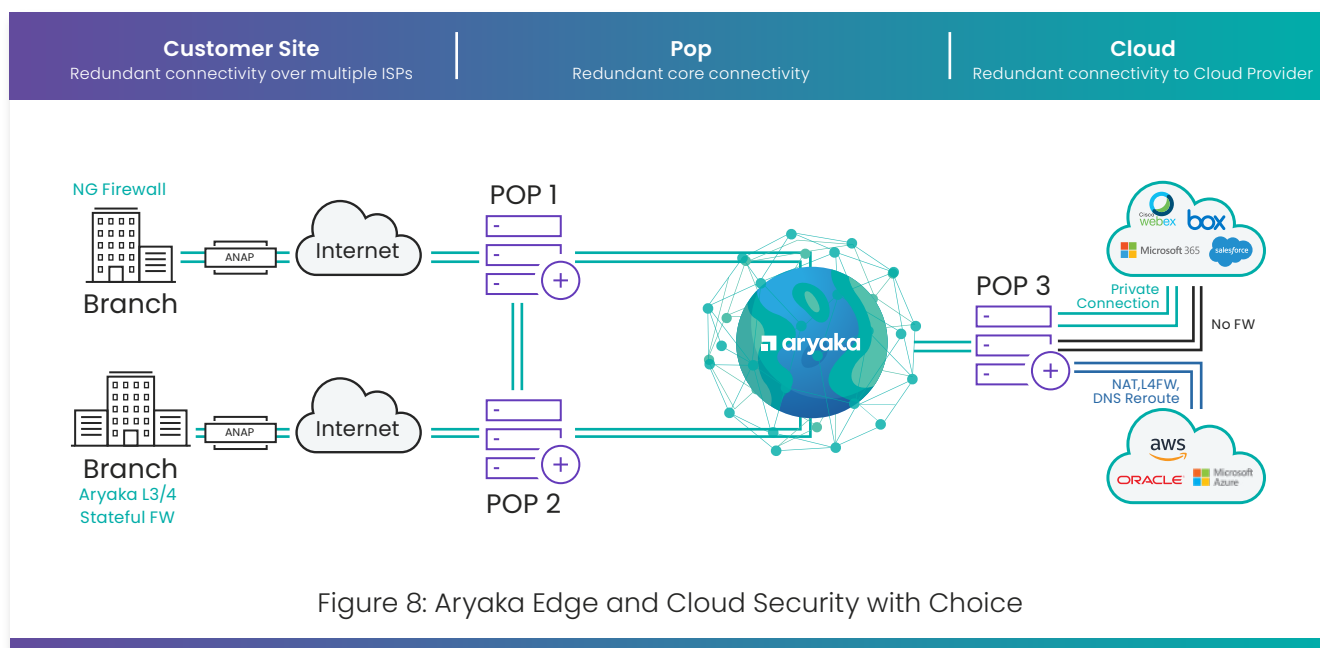 Customer Site
Redundant connectivity over multiple ISPs
Pop
Redundant core connectivity
Cloud
Redundant connectivity to Cloud Provider
NG Firewall
Branch
ANAP
Internet
POP 1
aryaka
POP 3
Cisco
webex
box
Microsoft 365
salesforce
Private
Connection
No FW
NAT,L4FW,
DNS Reroute
aws
ORACLE
Microsoft
Azure
Branch
Aryaka L3/4
Stateful FW
ANAP
Internet
POP 2
Figure 8: Aryaka Edge and Cloud Security with Choice